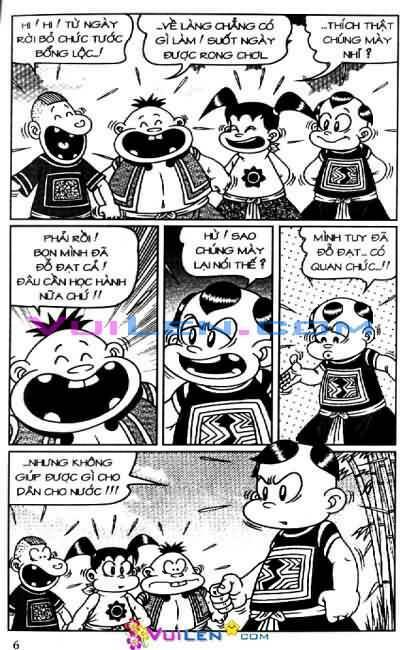 HI! HI! TỪ NGÀY
RỜI BỎ CHỨC TƯỚC
BỔNG LỘC...!
...VỀ LÀNG CHẲNG CÓ
GÌ LÀM! SUỐT NGÀY
ĐƯỢC RONG CHƠI...
...THÍCH THẬT
CHÚNG MÀY
NHỈ?
PHẢI RỒI!
BỌN MÌNH ĐÃ
ĐỖ ĐẠT CẢ!
ĐÂU CẦN HỌC HÀNH
NỮA CHỨ!!
HỪ! SAO
CHÚNG MÀY
LẠI NÓI THẾ?
MÌNH TUY ĐÃ
ĐỖ ĐẠT... CÓ
QUAN CHỨC...!
VUILEN.COM
...NHƯNG KHÔNG
GIÚP ĐƯỢC GÌ CHO
DÂN CHO NƯỚC!!!
6
VUILEN
.COM